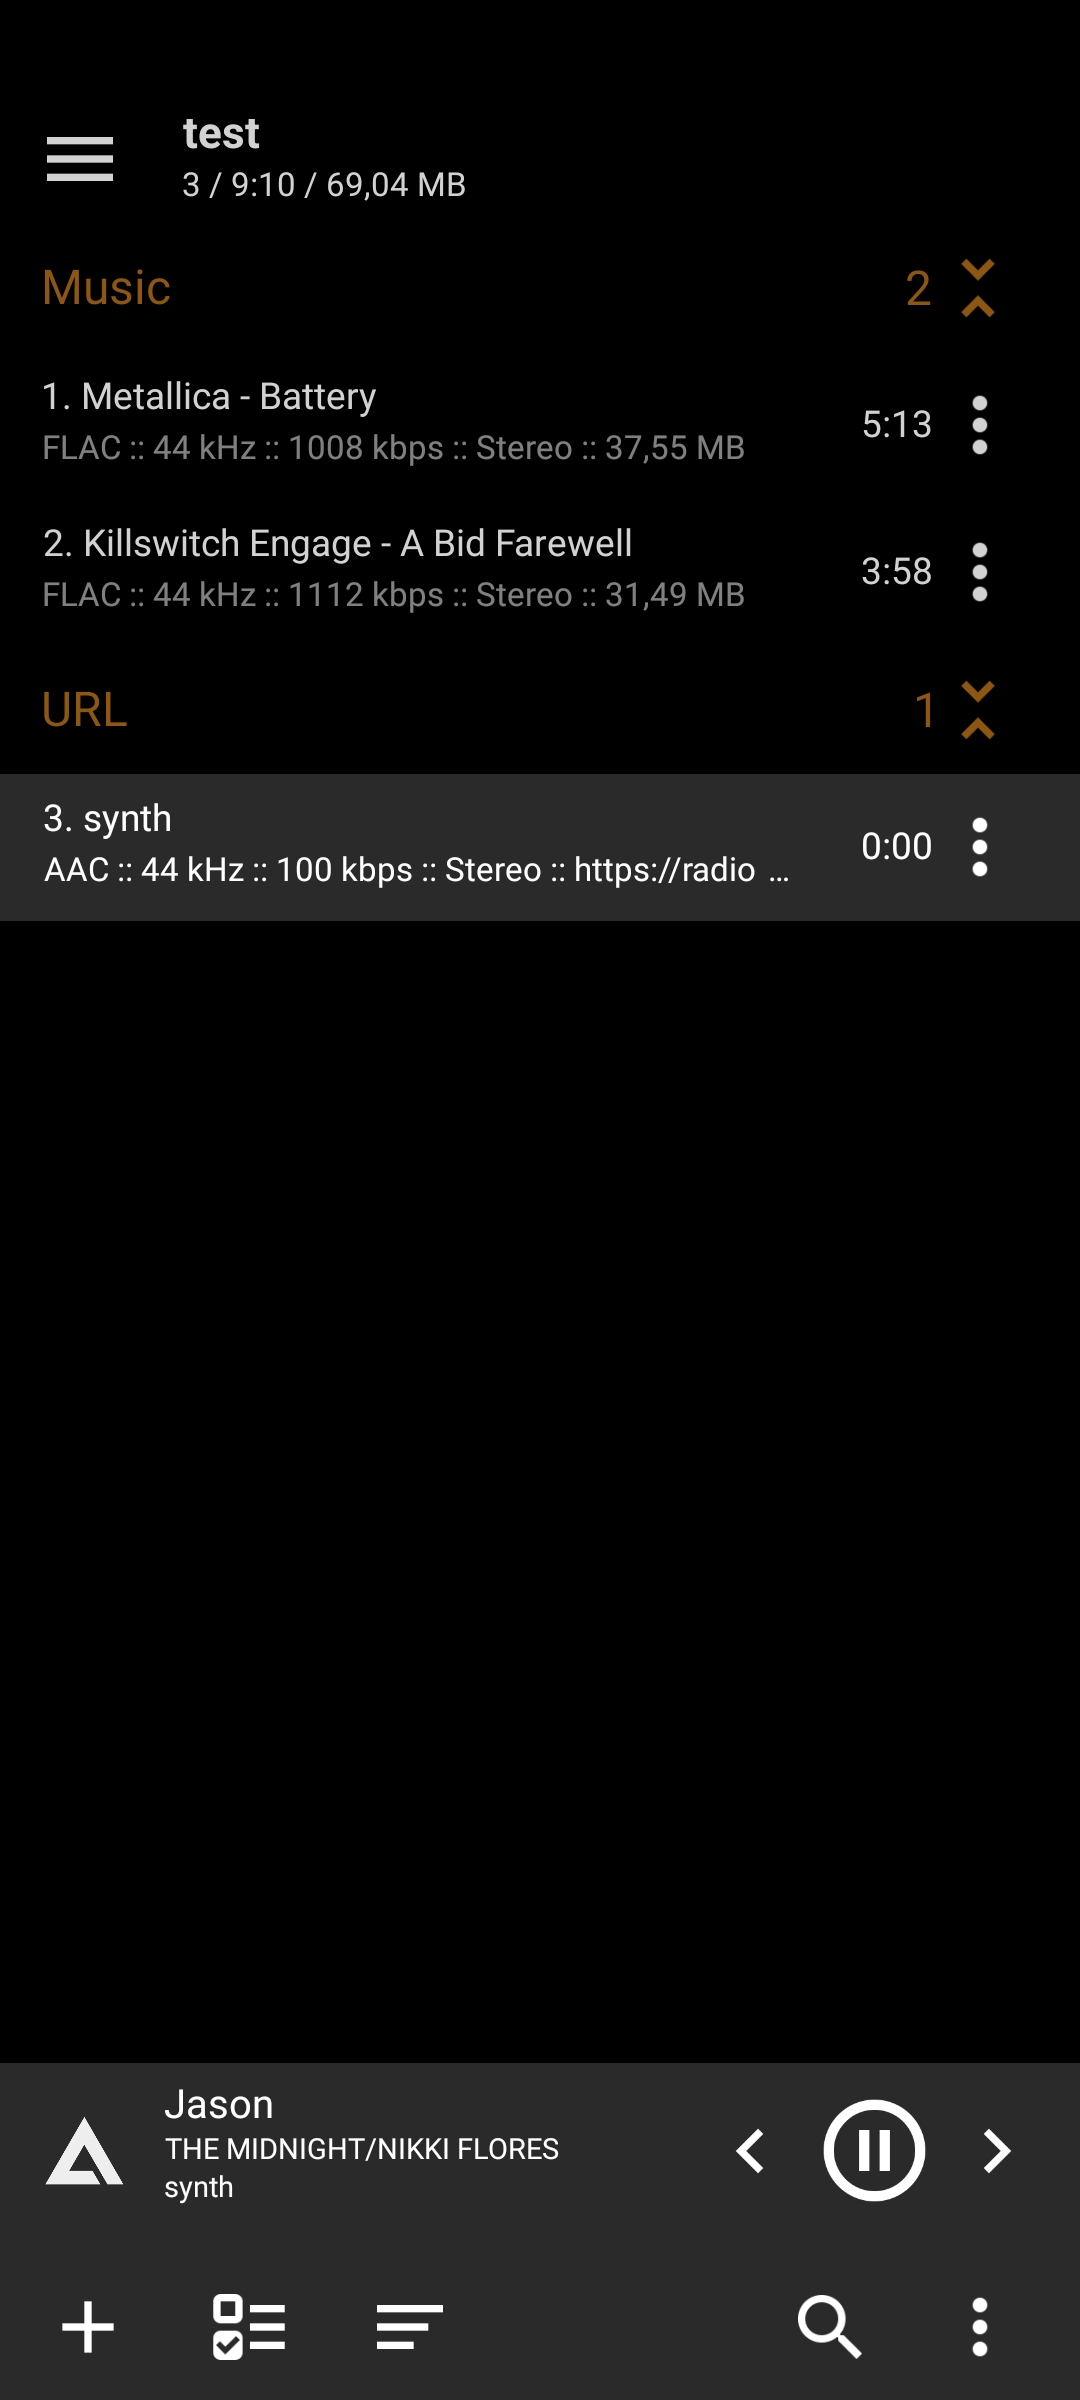 test
3 / 9:10 / 69,04 MB
Music 2
1. Metallica - Battery
5:13
FLAC :: 44 kHz :: 1008 kbps :: Stereo :: 37,55 MB
2. Killswitch Engage - A Bid Farewell
3:58
FLAC :: 44 kHz :: 1112 kbps :: Stereo :: 31,49 MB
URL 1
3. synth
0:00
AAC :: 44 kHz :: 100 kbps :: Stereo :: https://radio ...
Jason
THE MIDNIGHT/NIKKI FLORES
synth